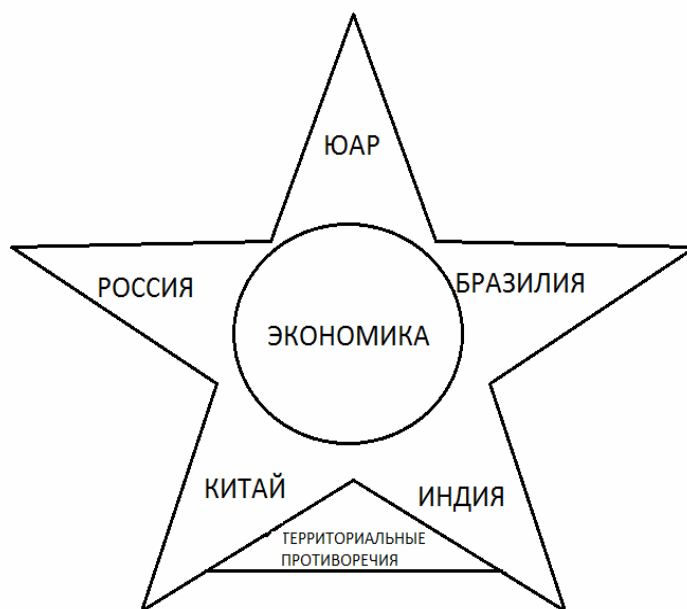 ЮАР
РОССИЯ
БРАЗИЛИЯ
ЭКОНОМИКА
КИТАЙ
ИНДИЯ
ТЕРРИТОРИАЛЬНЫЕ
ПРОТИВОРЕЧИЯ